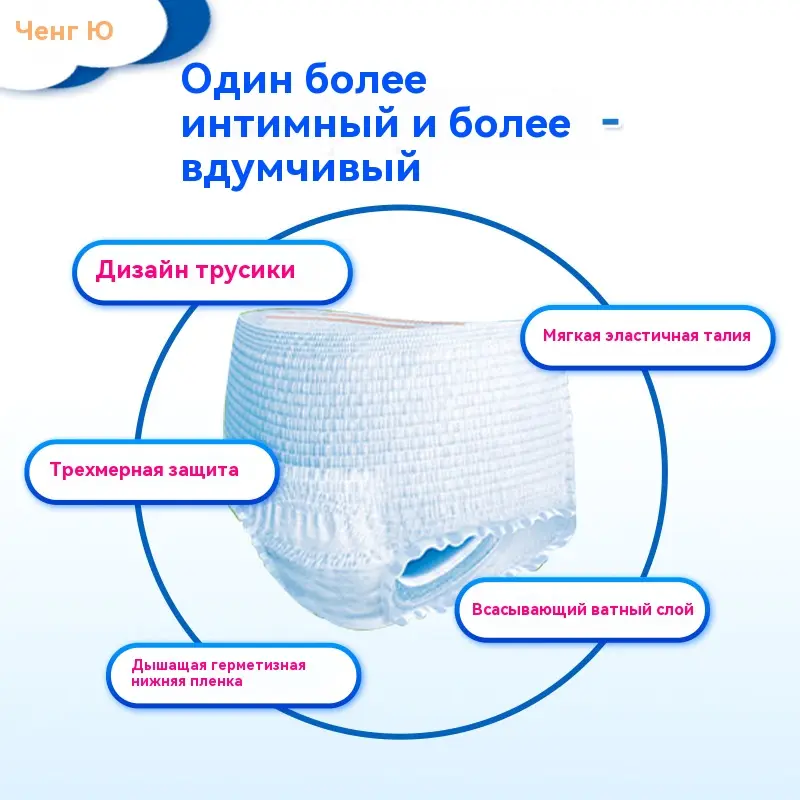 Ченг Ю
Один более
интимный и более -
вдумчивый
Дизайн трусики
Мягкая эластичная талия
Трехмерная защита
Всасывающий ватный слой
Дышащая герметизная
нижняя пленка